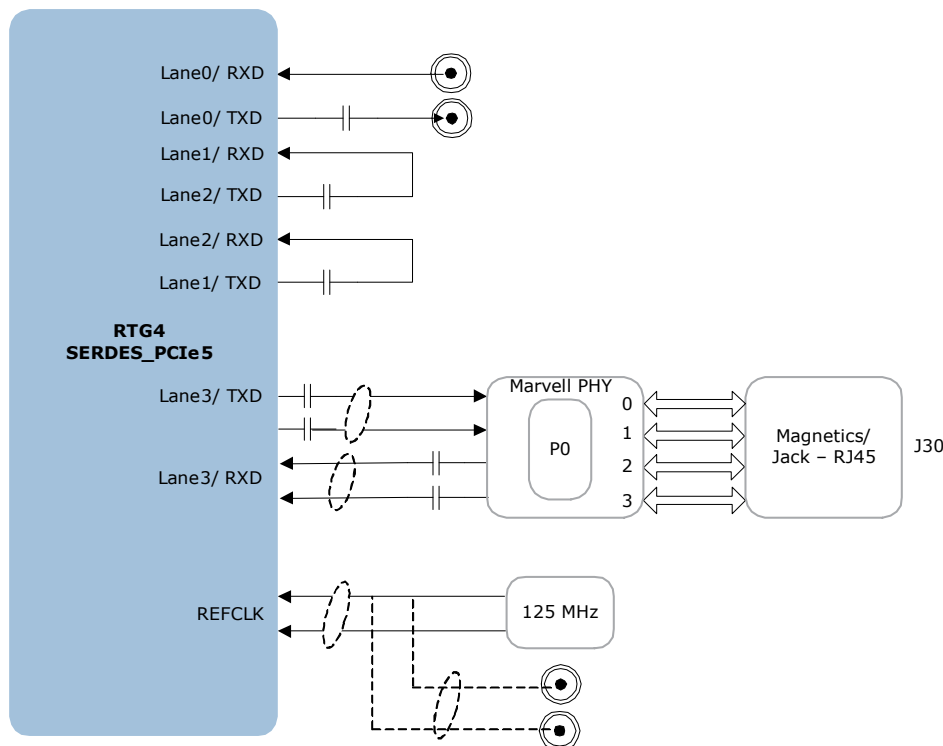 Lane0/ RXD
Lane0/ TXD
Lane1/ RXD
Lane2/ TXD
Lane2/ RXD
Lane1/ TXD
RTG4
SERDES_PCIe5
Lane3/ TXD
Lane3/ RXD
REFCLK
Marvell PHY
P0
0
1
2
3
Magnetics/
Jack – RJ45
J30
125 MHz